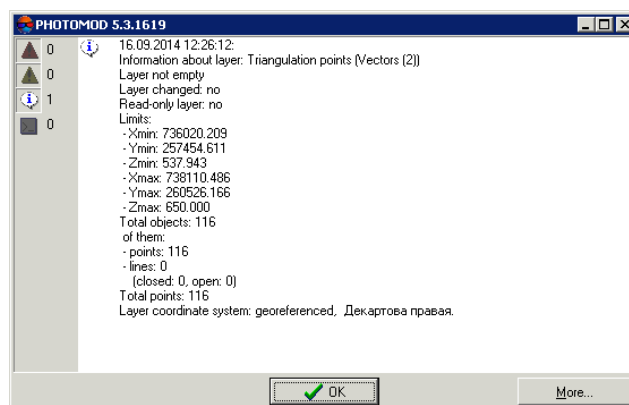 PHOTOMOD 5.3.1619
0
0
1
0
16.09.2014 12:26:12:
Information about layer: Triangulation points (Vectors (2))
Layer not empty
Layer changed: no
Read-only layer: no
Limits:
- Xmin: 736020.209
- Ymin: 257454.611
- Zmin: 537.943
- Xmax: 738110.486
- Ymax: 260526.166
- Zmax: 650.000
Total objects: 116
of them:
- points: 116
- lines: 0
(closed: 0, open: 0)
Total points: 116
Layer coordinate system: georeferenced, Декартова правая.
OK
More...